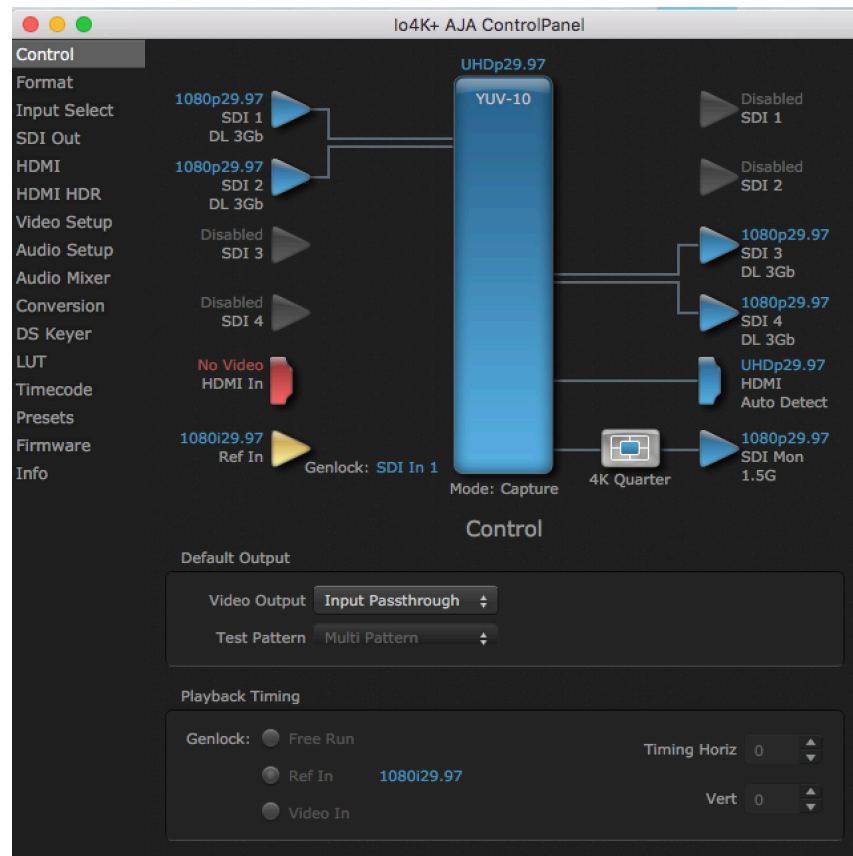 Io4K+ AJA ControlPanel
Control
Format
Input Select
SDI Out
HDMI
HDMI HDR
Video Setup
Audio Setup
Audio Mixer
Conversion
DS Keyer
LUT
Timecode
Presets
Firmware
Info
1080p29.97
SDI 1
DL 3Gb
1080p29.97
SDI 2
DL 3Gb
Disabled
SDI 3
Disabled
SDI 4
No Video
HDMI In
1080i29.97
Ref In
Genlock: SDI In 1
UHDp29.97
YUV-10
Mode: Capture
Disabled
SDI 1
Disabled
SDI 2
1080p29.97
SDI 3
DL 3Gb
1080p29.97
SDI 4
DL 3Gb
UHDp29.97
HDMI
Auto Detect
4K Quarter
1080p29.97
SDI Mon
1.5G
Control
Default Output
Video Output Input Passthrough
Test Pattern Multi Pattern
Playback Timing
Genlock: Free Run
Ref In 1080i29.97
Video In
Timing Horiz 0
Vert 0